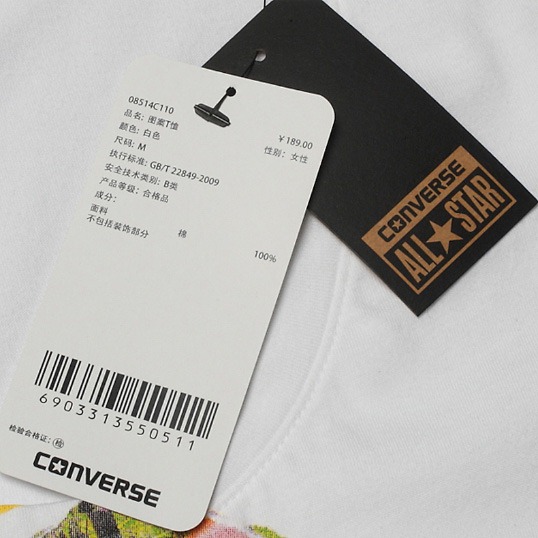 08514C110
品名: 图案T恤
颜色: 白色
尺码: M
执行标准: GB/T 22849-2009
安全技术类别: B类
产品等级: 合格品
成分:
面料
不包括装饰部分
棉
100%
￥189.00
性别: 女性
6903313550511
检验合格证: 检
CONVERSE
CONVERSE
ALL STAR